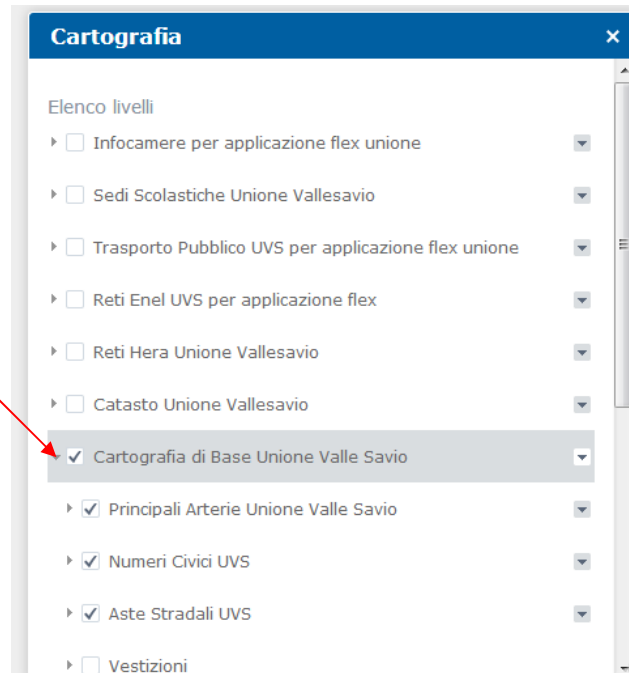 Cartografia
Elenco livelli
Infocamere per applicazione flex unione
Sedi Scolastiche Unione Vallesavio
Trasporto Pubblico UVS per applicazione flex unione
Reti Enel UVS per applicazione flex
Reti Hera Unione Vallesavio
Catasto Unione Vallesavio
Cartografia di Base Unione Valle Savio
Principali Arterie Unione Valle Savio
Numeri Civici UVS
Aste Stradali UVS
Vestizioni